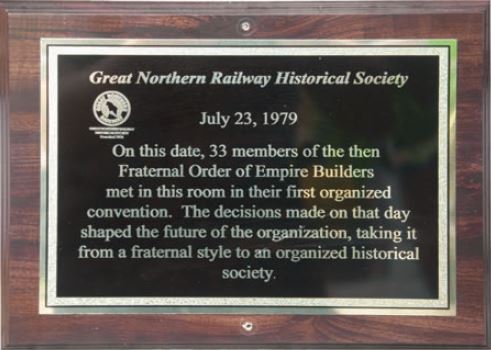 Great Northern Railway Historical Society
July 23, 1979
On this date, 33 members of the then
Fraternal Order of Empire Builders
met in this room in their first organized
convention. The decisions made on that day
shaped the future of the organization, taking it
from a fraternal style to an organized historical
society.